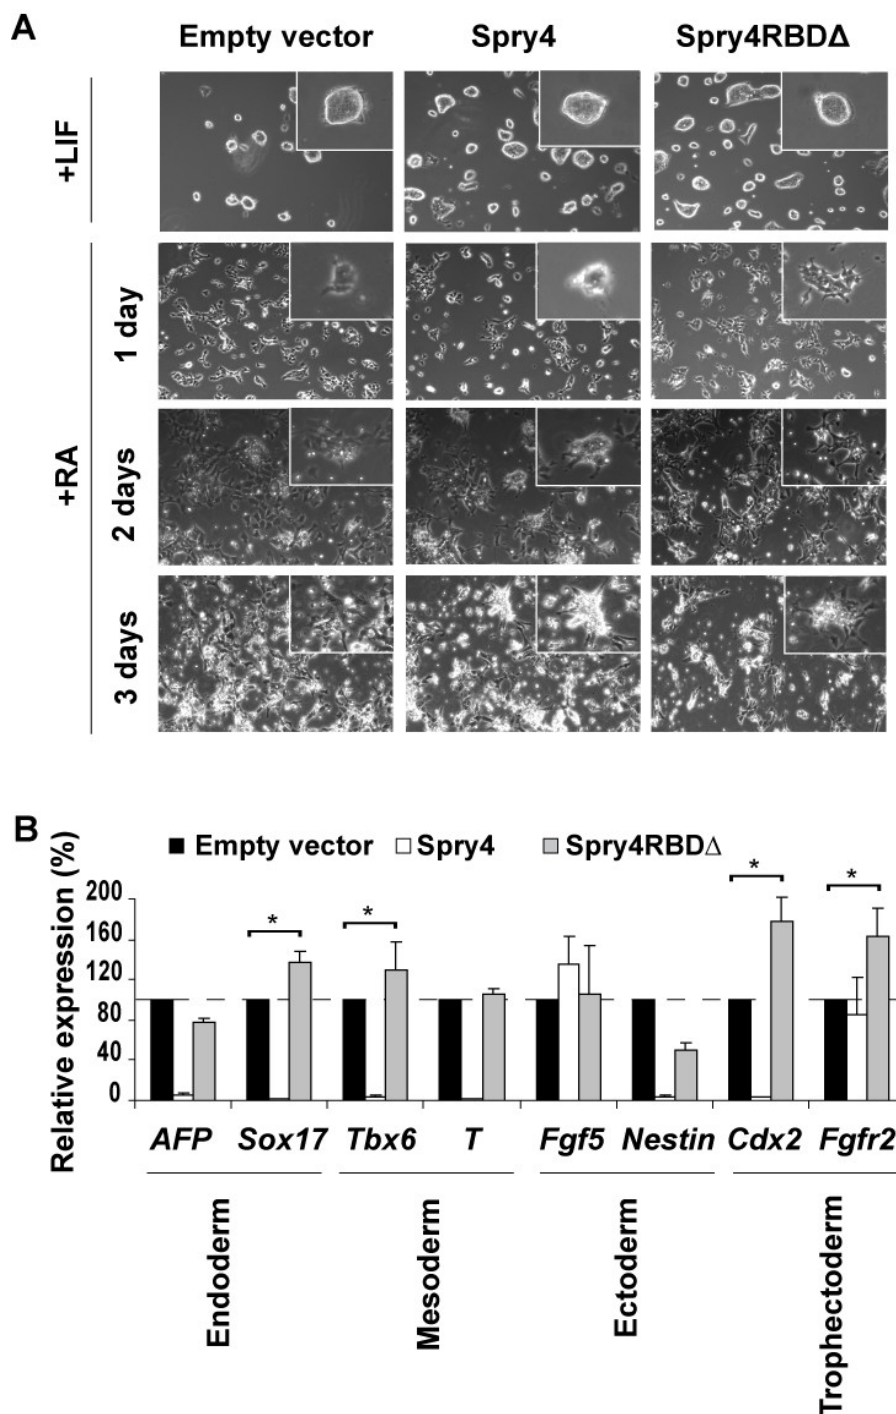 A
Empty vector Spry4 Spry4RBDΔ
+LIF
+RA
1 day
2 days
3 days
B
Empty vector Spry4 Spry4RBDΔ
Relative expression (%)
200
160
120
80
40
0
* * * *
AFP Sox17 Tbx6 T Fgf5 Nestin Cdx2 Fgfr2
Endoderm Mesoderm Ectoderm Trophectoderm